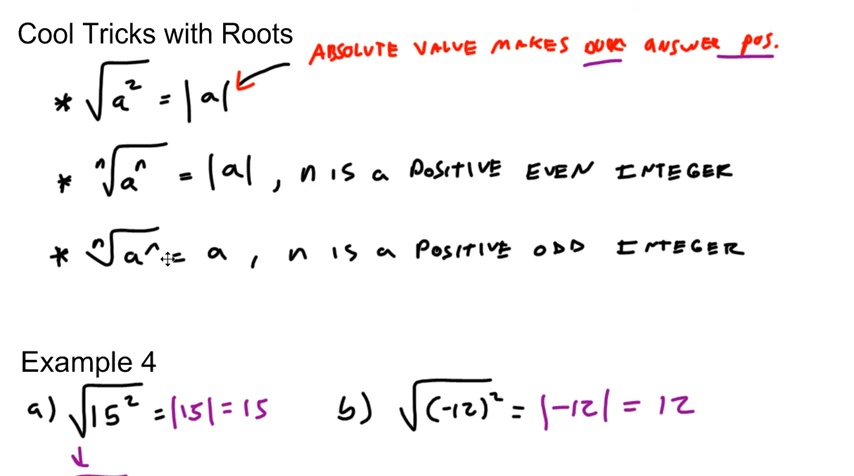 Cool Tricks with Roots
ABSOLUTE VALUE MAKES OUR ANSWER POS.
* √a² = |a|
* ⁿ√aⁿ = |a| , n IS a POSITIVE EVEN INTEGER
* ⁿ√aⁿ = a , n IS a POSITIVE ODD INTEGER
Example 4
a) √15² = |15| = 15 b) √(-12)² = |-12| = 12